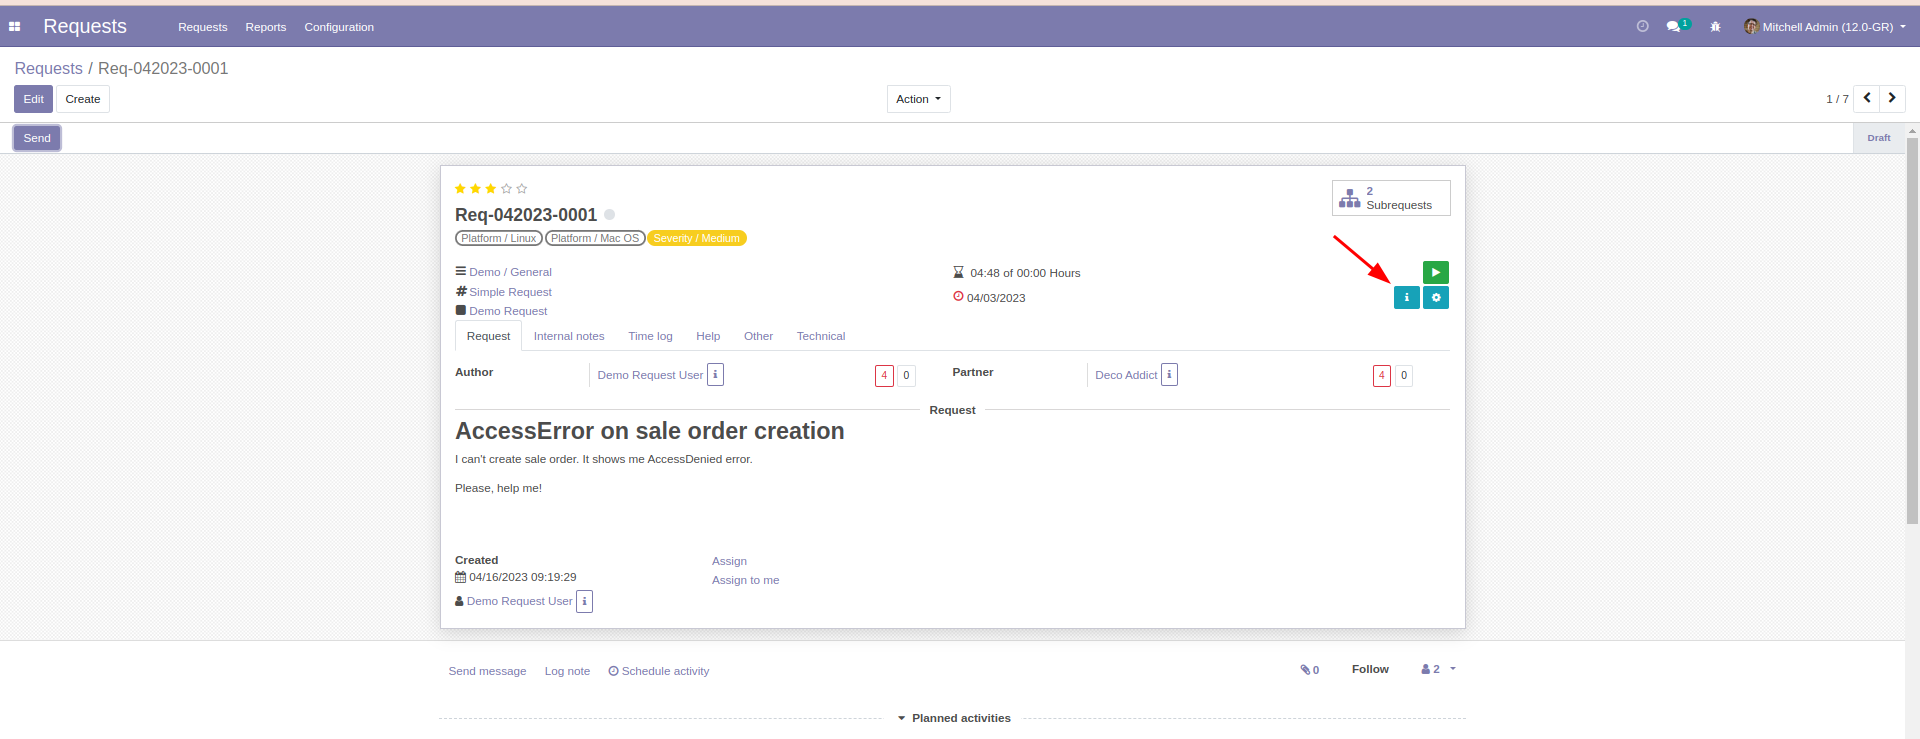 Requests Requests Reports Configuration 1 Mitchell Admin (12.0-GR)
Requests / Req-042023-0001
Edit Create Action 1 / 7
Send Draft
2
Subrequests
Req-042023-0001
Platform / Linux Platform / Mac OS Severity / Medium
Demo / General 04:48 of 00:00 Hours
# Simple Request 04/03/2023
Demo Request
Request Internal notes Time log Help Other Technical
Author Demo Request User i 4 0 Partner Deco Addict i 4 0
Request
AccessError on sale order creation
I can't create sale order. It shows me AccessDenied error.
Please, help me!
Created Assign
04/16/2023 09:19:29 Assign to me
Demo Request User i
Send message Log note Schedule activity 0 Follow 2
Planned activities